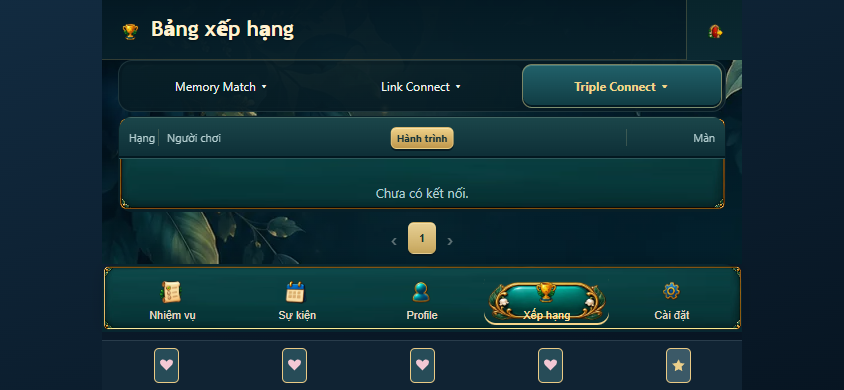 Bảng xếp hạng
Memory Match ▾ Link Connect ▾ Triple Connect ▾
Hạng Người chơi Hành trình Màn
Chưa có kết nối.
‹ 1 ›
Nhiệm vụ Sự kiện Profile Xếp hạng Cài đặt